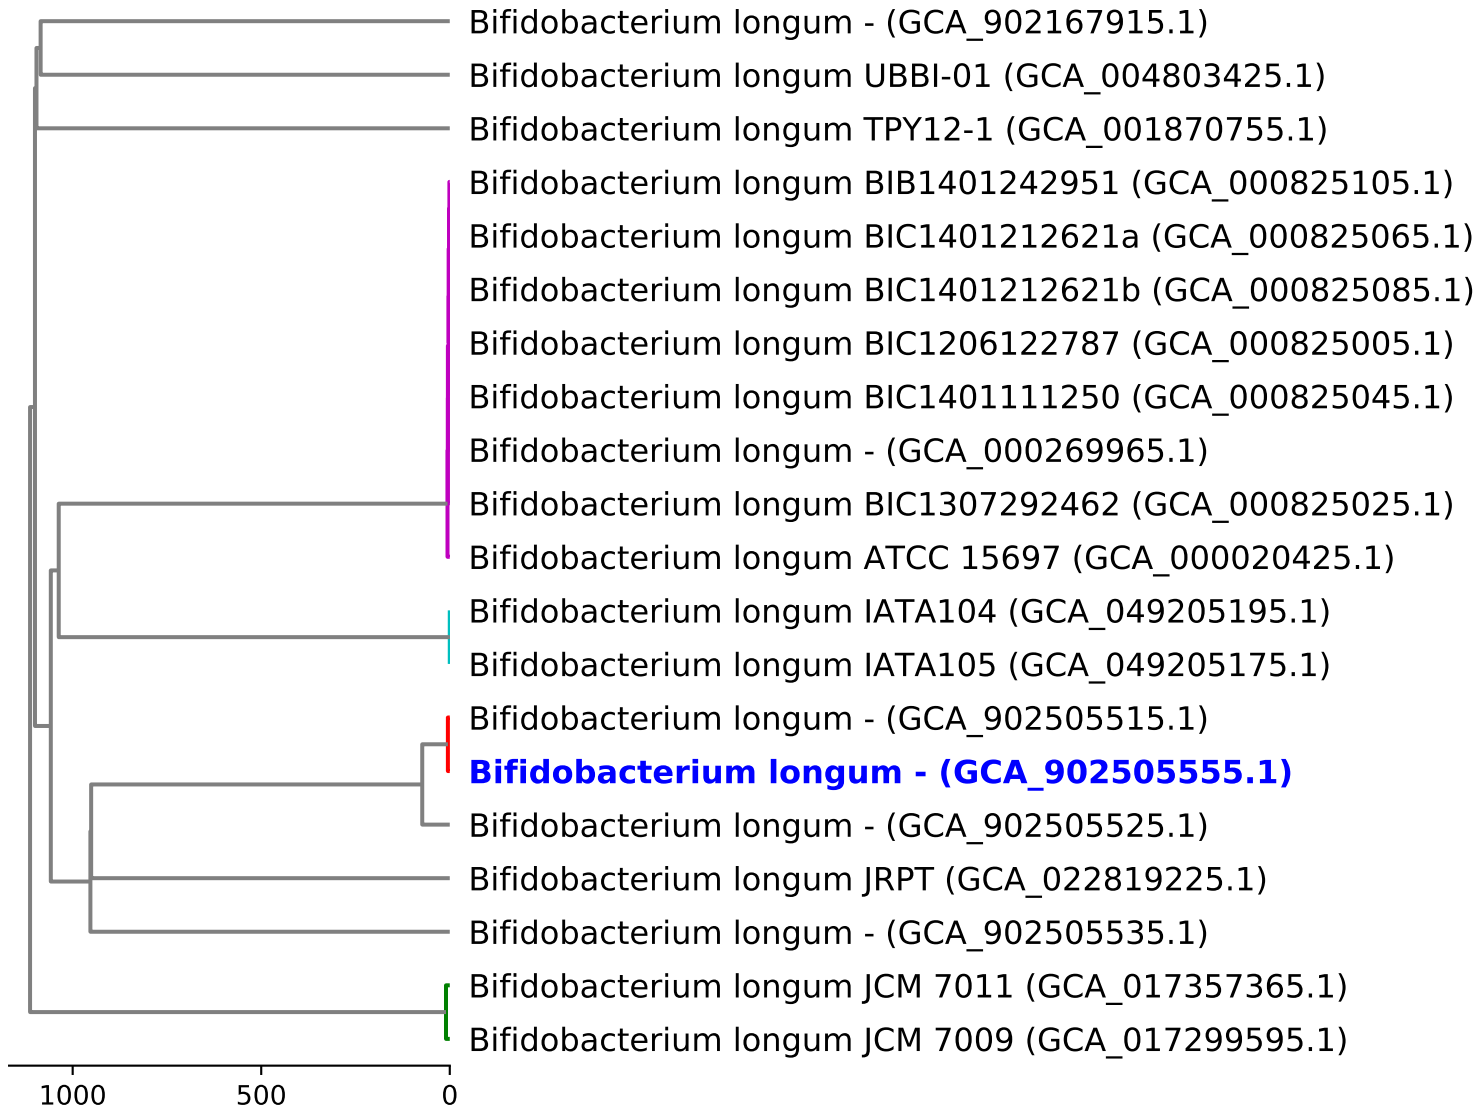 Bifidobacterium longum - (GCA_902167915.1)
Bifidobacterium longum UBBI-01 (GCA_004803425.1)
Bifidobacterium longum TPY12-1 (GCA_001870755.1)
Bifidobacterium longum BIB1401242951 (GCA_000825105.1)
Bifidobacterium longum BIC1401212621a (GCA_000825065.1)
Bifidobacterium longum BIC1401212621b (GCA_000825085.1)
Bifidobacterium longum BIC1206122787 (GCA_000825005.1)
Bifidobacterium longum BIC1401111250 (GCA_000825045.1)
Bifidobacterium longum - (GCA_000269965.1)
Bifidobacterium longum BIC1307292462 (GCA_000825025.1)
Bifidobacterium longum ATCC 15697 (GCA_000020425.1)
Bifidobacterium longum IATA104 (GCA_049205195.1)
Bifidobacterium longum IATA105 (GCA_049205175.1)
Bifidobacterium longum - (GCA_902505515.1)
Bifidobacterium longum - (GCA_902505555.1)
Bifidobacterium longum - (GCA_902505525.1)
Bifidobacterium longum JRPT (GCA_022819225.1)
Bifidobacterium longum - (GCA_902505535.1)
Bifidobacterium longum JCM 7011 (GCA_017357365.1)
Bifidobacterium longum JCM 7009 (GCA_017299595.1)
1000 500 0